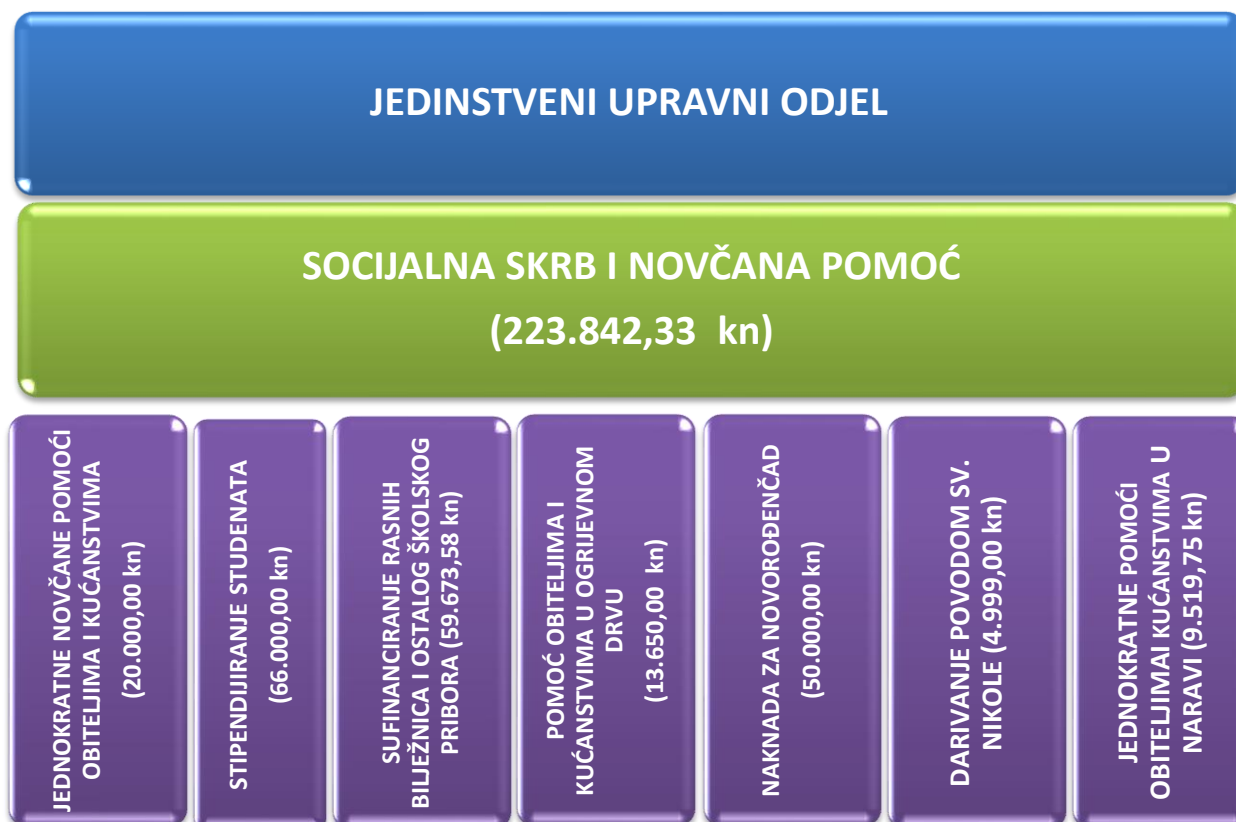 JEDINSTVENI UPRAVNI ODJEL
SOCIJALNA SKRB I NOVČANA POMOĆ
(223.842,33 kn)
JEDNOKRATNE NOVČANE POMOĆI
OBITELJIMA I KUĆANSTVIMA
(20.000,00 kn)
STIPENDIJIRANJE STUDENATA
(66.000,00 kn)
SUFINANCIRANJE RASNIH
BILJEŽNICA I OSTALOG ŠKOLSKOG
PRIBORA (59.673,58 kn)
POMOĆ OBITELJIMA I
KUĆANSTVIMA U OGRIJEVNOM
DRVU
(13.650,00 kn)
NAKNADA ZA NOVOROĐENČAD
(50.000,00 kn)
DARIVANJE POVODOM SV.
NIKOLE (4.999,00 kn)
JEDNOKRATNE POMOĆI
OBITELJIMAI KUĆANSTVIMA U
NARAVI (9.519,75 kn)